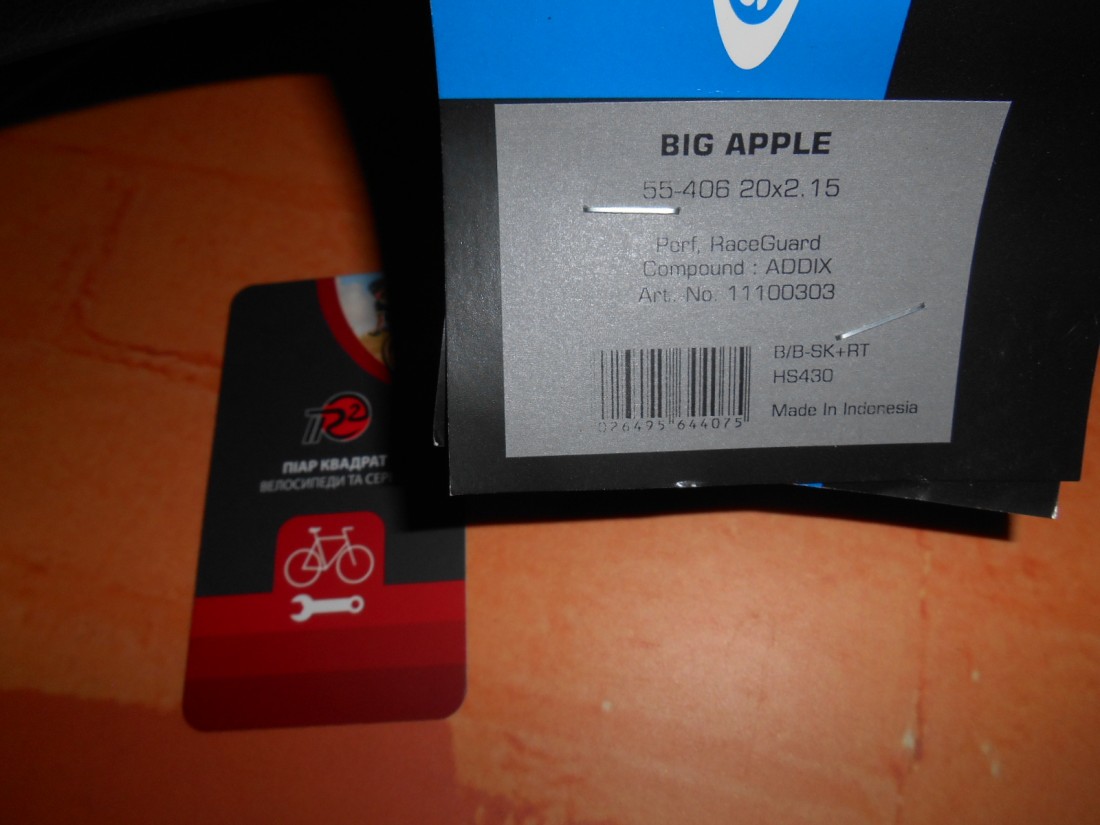 BIG APPLE
55-406 20x2.15
Perf, RaceGuard
Compound : ADDIX
Art.-No. 11100303
B/B-SK+RT
HS430
Made In Indonesia
026495 644075
ПІАР КВАДРАТ
ВЕЛОСИПЕДИ ТА